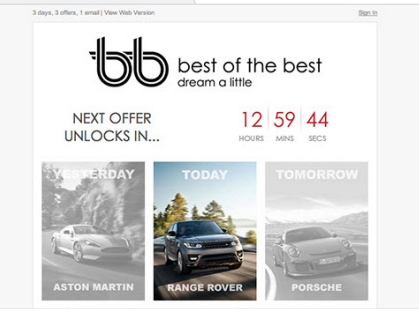 3 days, 3 offers, 1 email | View Web Version
Sign In
bb best of the best
dream a little
NEXT OFFER
UNLOCKS IN...
12 59 44
HOURS MINS SECS
YESTERDAY
TODAY
TOMORROW
ASTON MARTIN
RANGE ROVER
PORSCHE